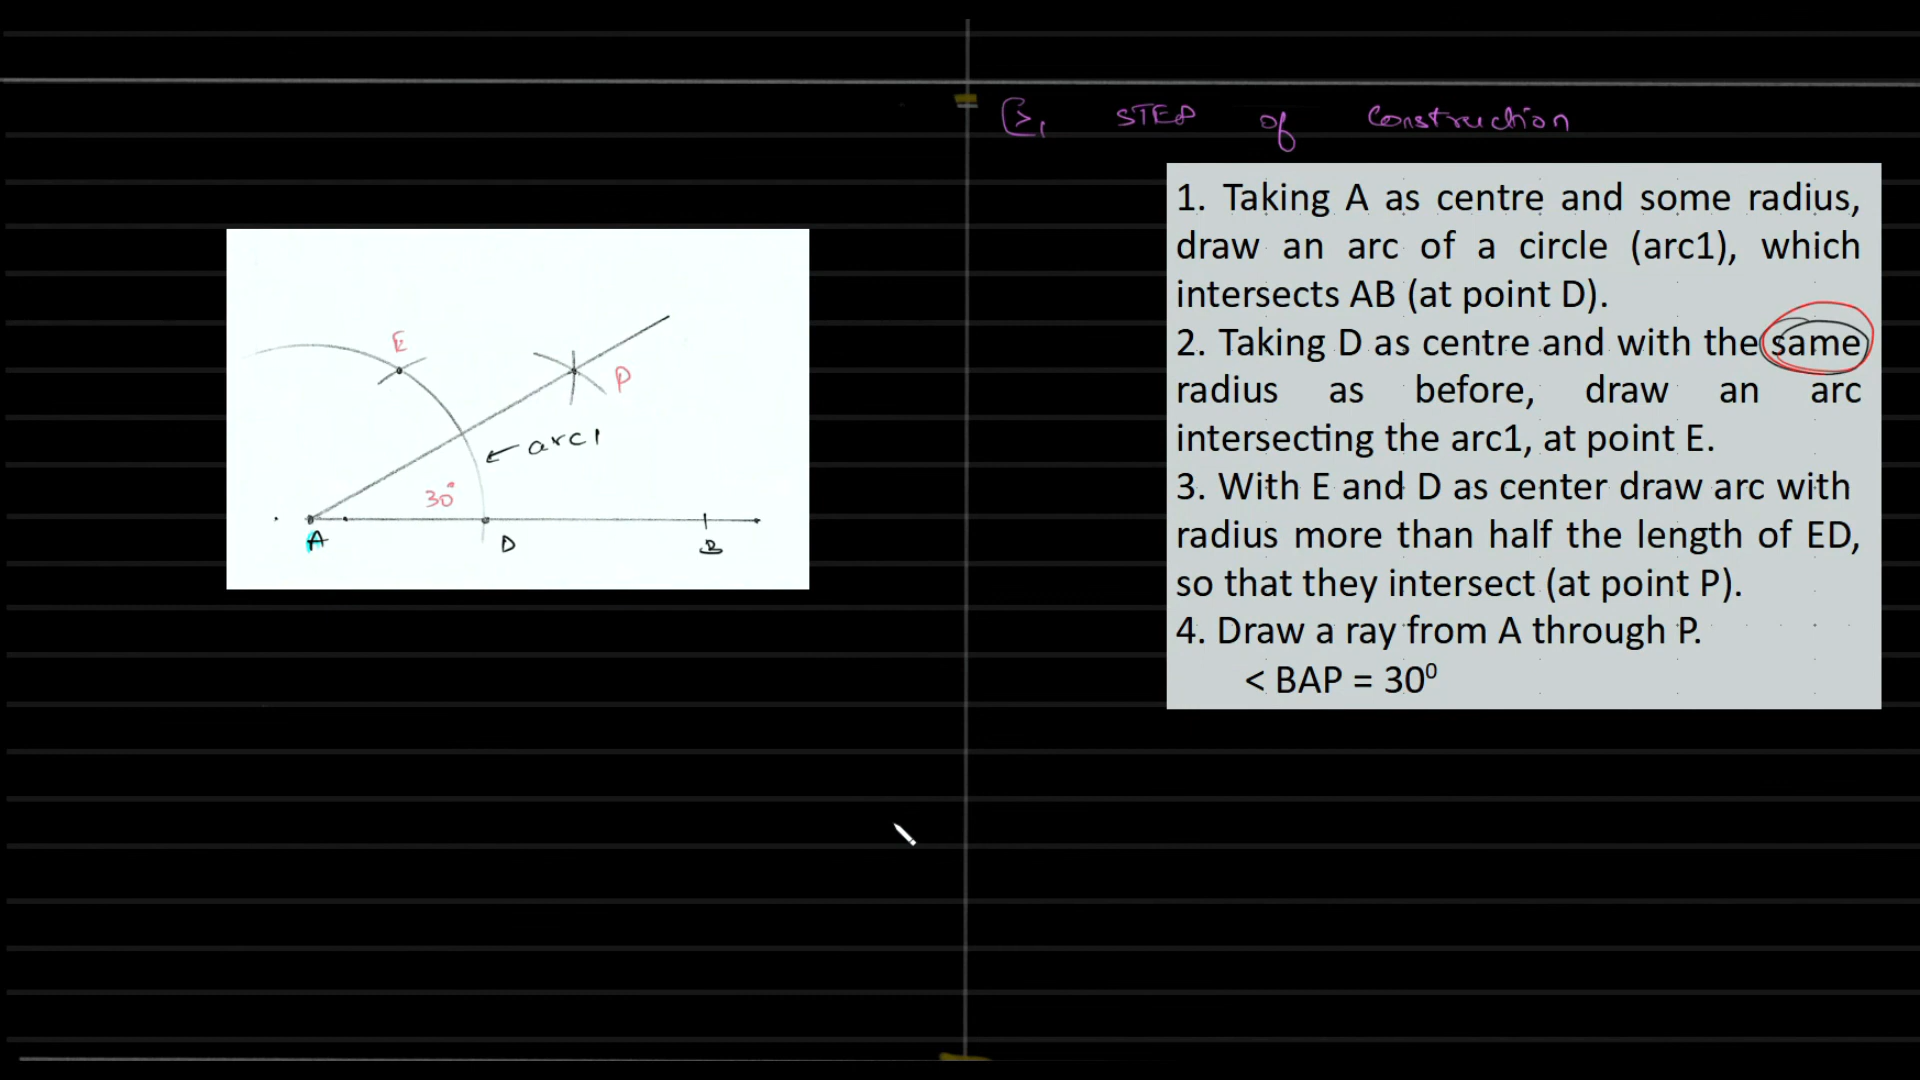 STEP of Construction
1. Taking A as centre and some radius,
draw an arc of a circle (arc1), which
intersects AB (at point D).
2. Taking D as centre and with the same
radius as before, draw an arc
intersecting the arc1, at point E.
3. With E and D as center draw arc with
radius more than half the length of ED,
so that they intersect (at point P).
4. Draw a ray from A through P.
< BAP = 30⁰
E
P
arc1
30°
A
D
B